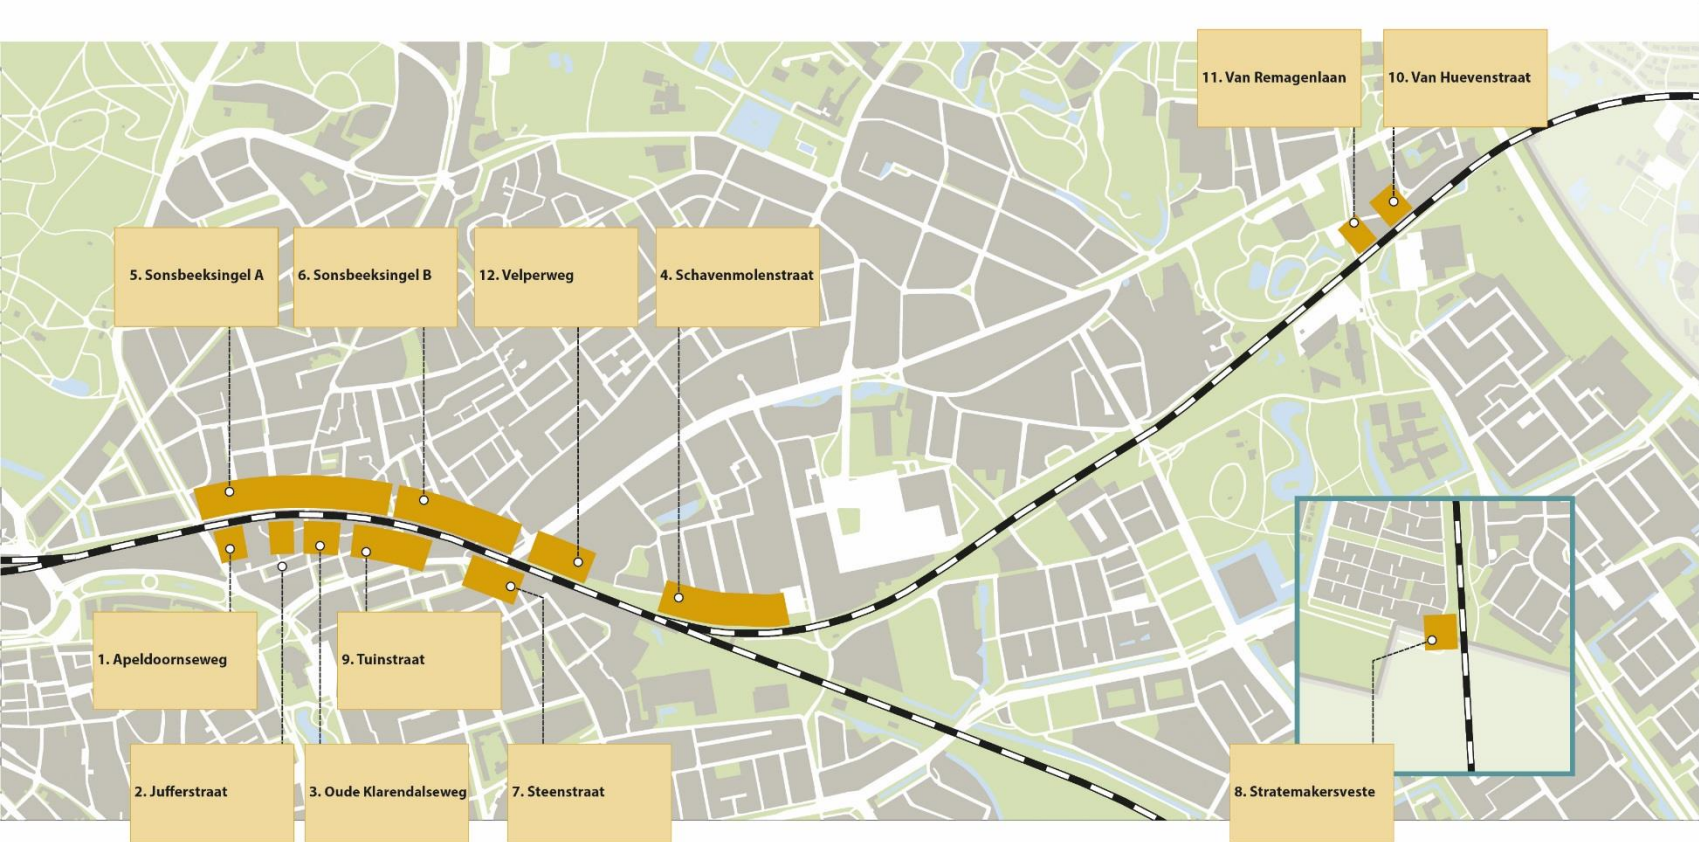 11. Van Remagenlaan
10. Van Huevenstraat
5. Sonsbeeksingel A
6. Sonsbeeksingel B
12. Velperweg
4. Schavenmolenstraat
1. Apeldoornseweg
9. Tuinstraat
2. Jufferstraat
3. Oude Klarendalseweg
7. Steenstraat
8. Stratemakersveste